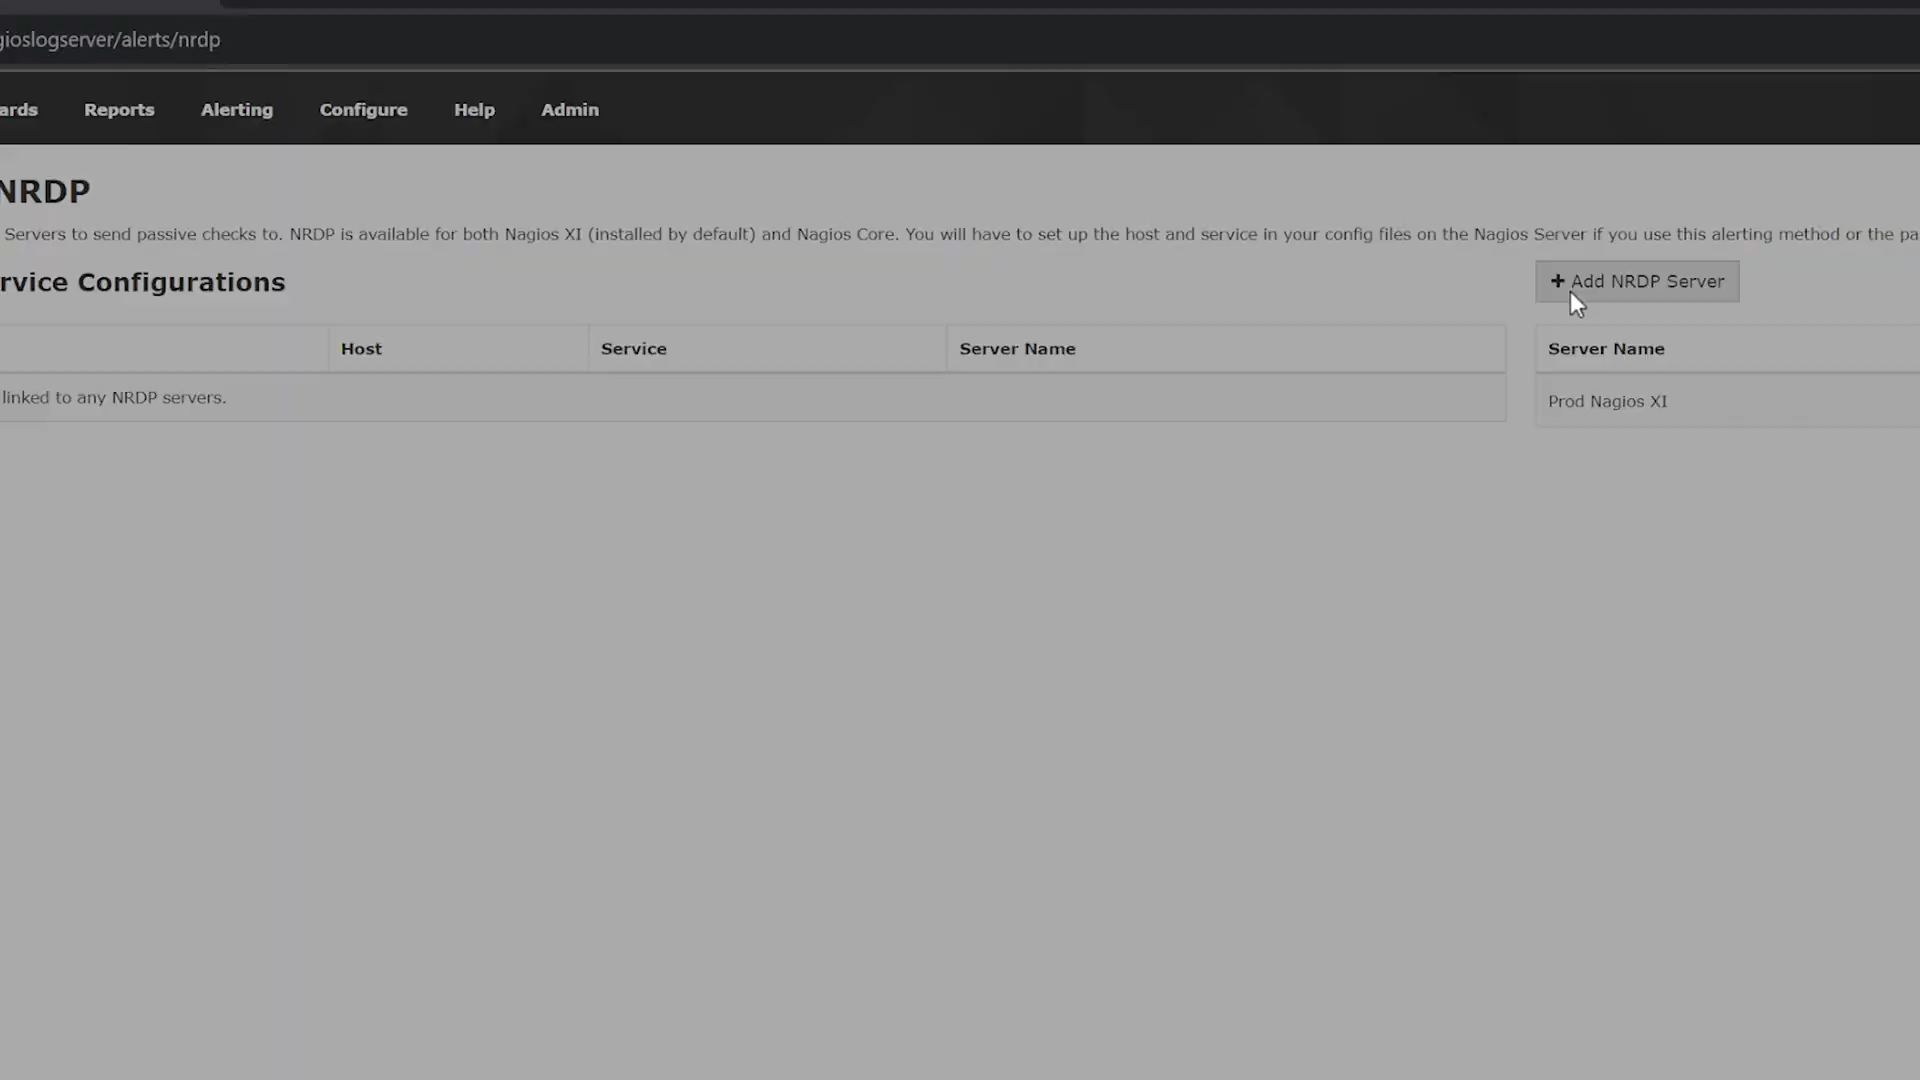 gioslogserver/alerts/nrdp
ards Reports Alerting Configure Help Admin
NRDP
Servers to send passive checks to. NRDP is available for both Nagios XI (installed by default) and Nagios Core. You will have to set up the host and service in your config files on the Nagios Server if you use this alerting method or the pa
rvice Configurations
+ Add NRDP Server
Host Service Server Name
Server Name
linked to any NRDP servers.
Prod Nagios XI